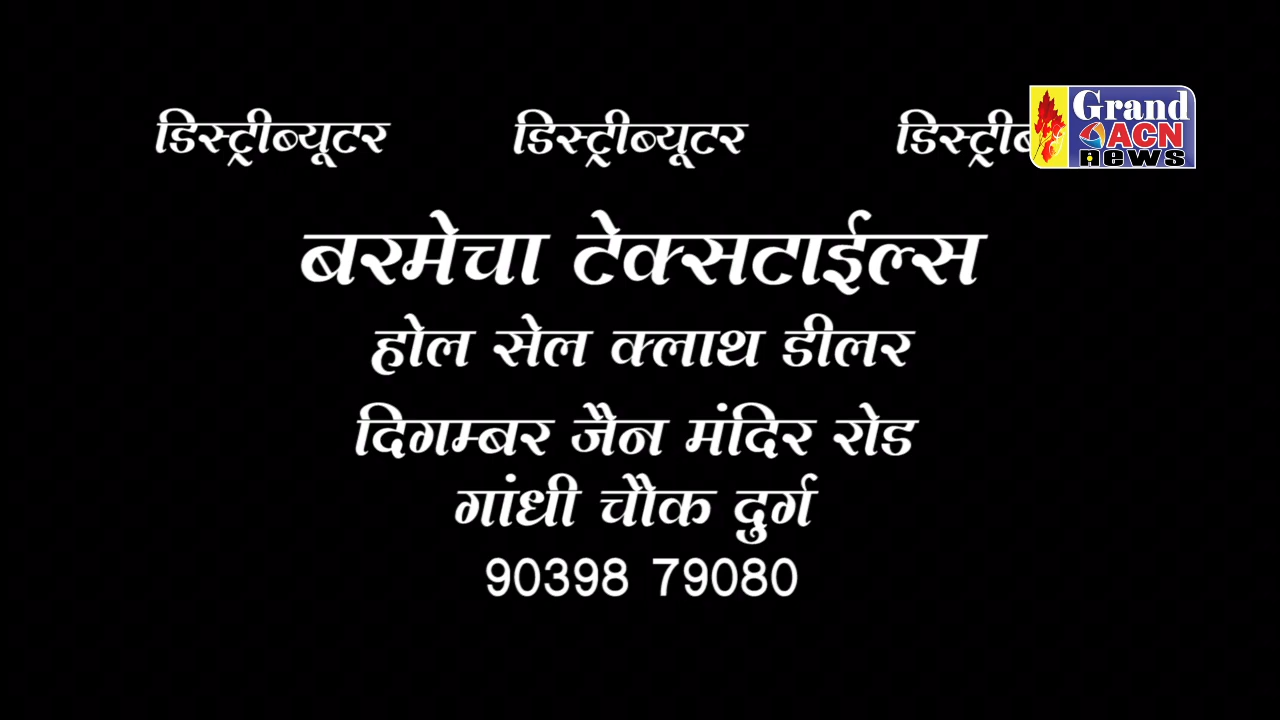 डिस्ट्रीब्यूटर डिस्ट्रीब्यूटर
Grand
ACN
news
बरमेचा टेक्सटाईल्स
होल सेल क्लाथ डीलर
दिगम्बर जैन मंदिर रोड
गांधी चौक दुर्ग
90398 79080